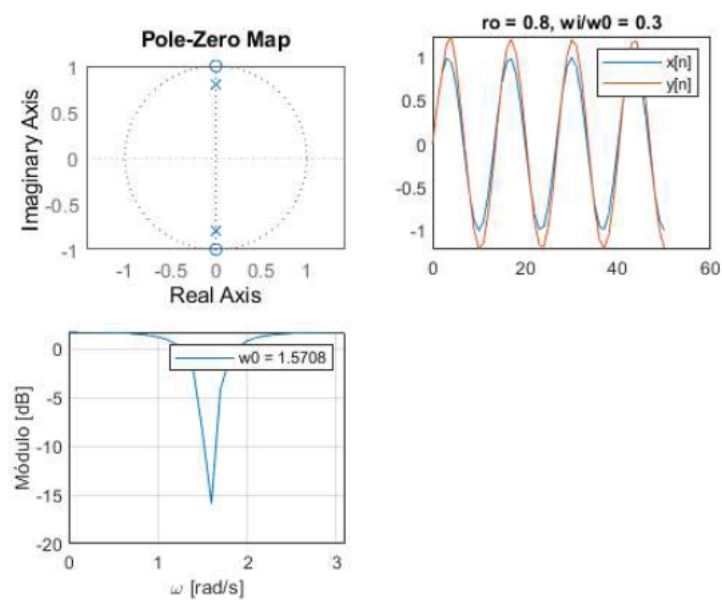 Pole-Zero Map
1
0.5
0
-0.5
-1
Imaginary Axis
-1 -0.5 0 0.5 1
Real Axis
ro = 0.8, wi/w0 = 0.3
1
0.5
0
-0.5
-1
x[n]
y[n]
0 20 40 60
0
-5
-10
-15
-20
Módulo [dB]
w0 = 1.5708
0 1 2 3
ω [rad/s]